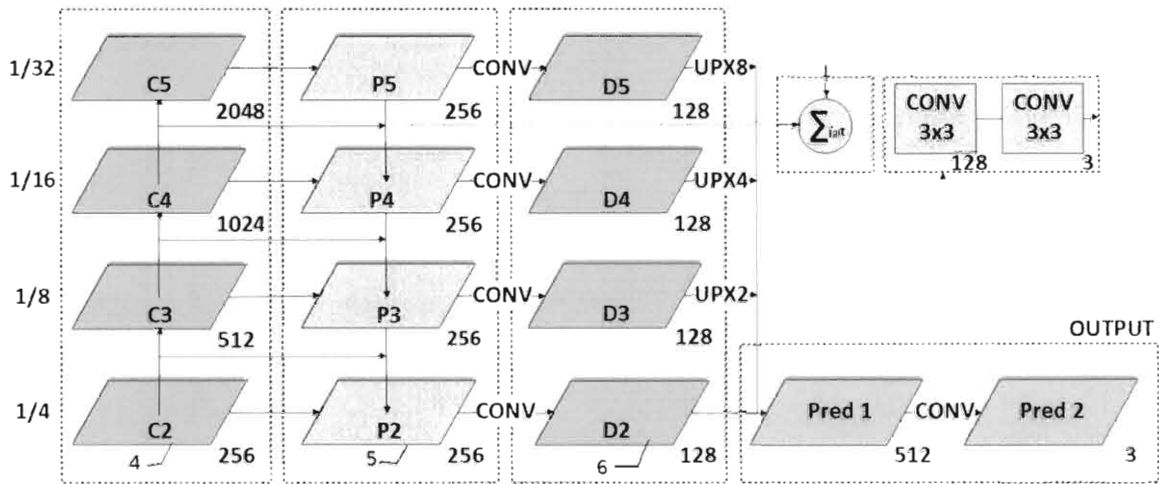 1/32 C5 P5 CONV D5 UPX8
2048 256 128
CONV 3x3 CONV 3x3
128 3
1/16 C4 P4 CONV D4 UPX4
1024 256 128
1/8 C3 P3 CONV D3 UPX2
512 256 128
OUTPUT
1/4 C2 P2 CONV D2 Pred 1 CONV Pred 2
4 256 5 256 6 128 512 3